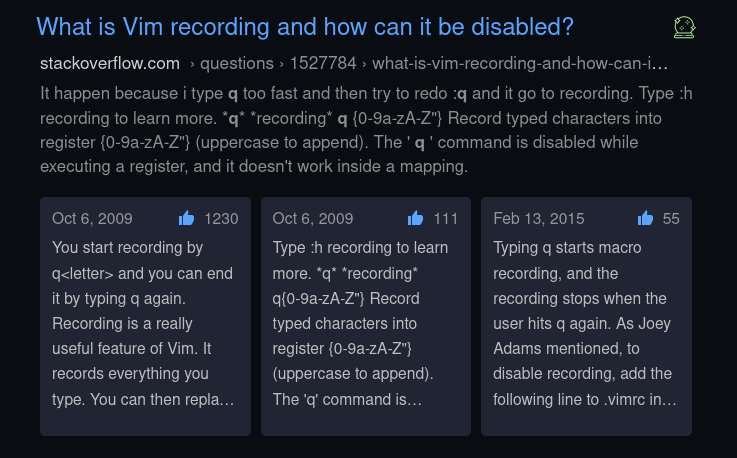 What is Vim recording and how can it be disabled?
stackoverflow.com › questions › 1527784 › what-is-vim-recording-and-how-can-i…
It happen because i type q too fast and then try to redo :q and it go to recording. Type :h
recording to learn more. *q* *recording* q {0-9a-zA-Z"} Record typed characters into
register {0-9a-zA-Z"} (uppercase to append). The ' q ' command is disabled while
executing a register, and it doesn't work inside a mapping.
Oct 6, 2009 1230
You start recording by
q<letter> and you can end
it by typing q again.
Recording is a really
useful feature of Vim. It
records everything you
type. You can then repla…
Oct 6, 2009 111
Type :h recording to learn
more. *q* *recording*
q{0-9a-zA-Z"} Record
typed characters into
register {0-9a-zA-Z"}
(uppercase to append).
The 'q' command is…
Feb 13, 2015 55
Typing q starts macro
recording, and the
recording stops when the
user hits q again. As Joey
Adams mentioned, to
disable recording, add the
following line to .vimrc in…